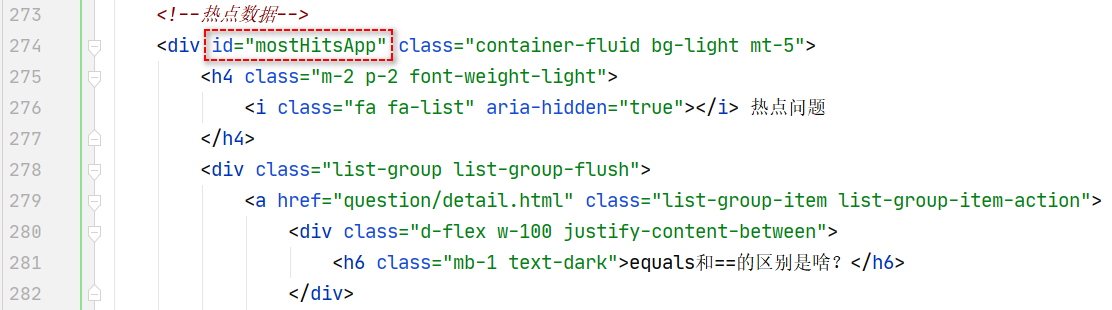 273 <!--热点数据-->
274 <div id="mostHitsApp" class="container-fluid bg-light mt-5">
275 <h4 class="m-2 p-2 font-weight-light">
276 <i class="fa fa-list" aria-hidden="true"></i> 热点问题
277 </h4>
278 <div class="list-group list-group-flush">
279 <a href="question/detail.html" class="list-group-item list-group-item-action">
280 <div class="d-flex w-100 justify-content-between">
281 <h6 class="mb-1 text-dark">equals和==的区别是啥？</h6>
282 </div>